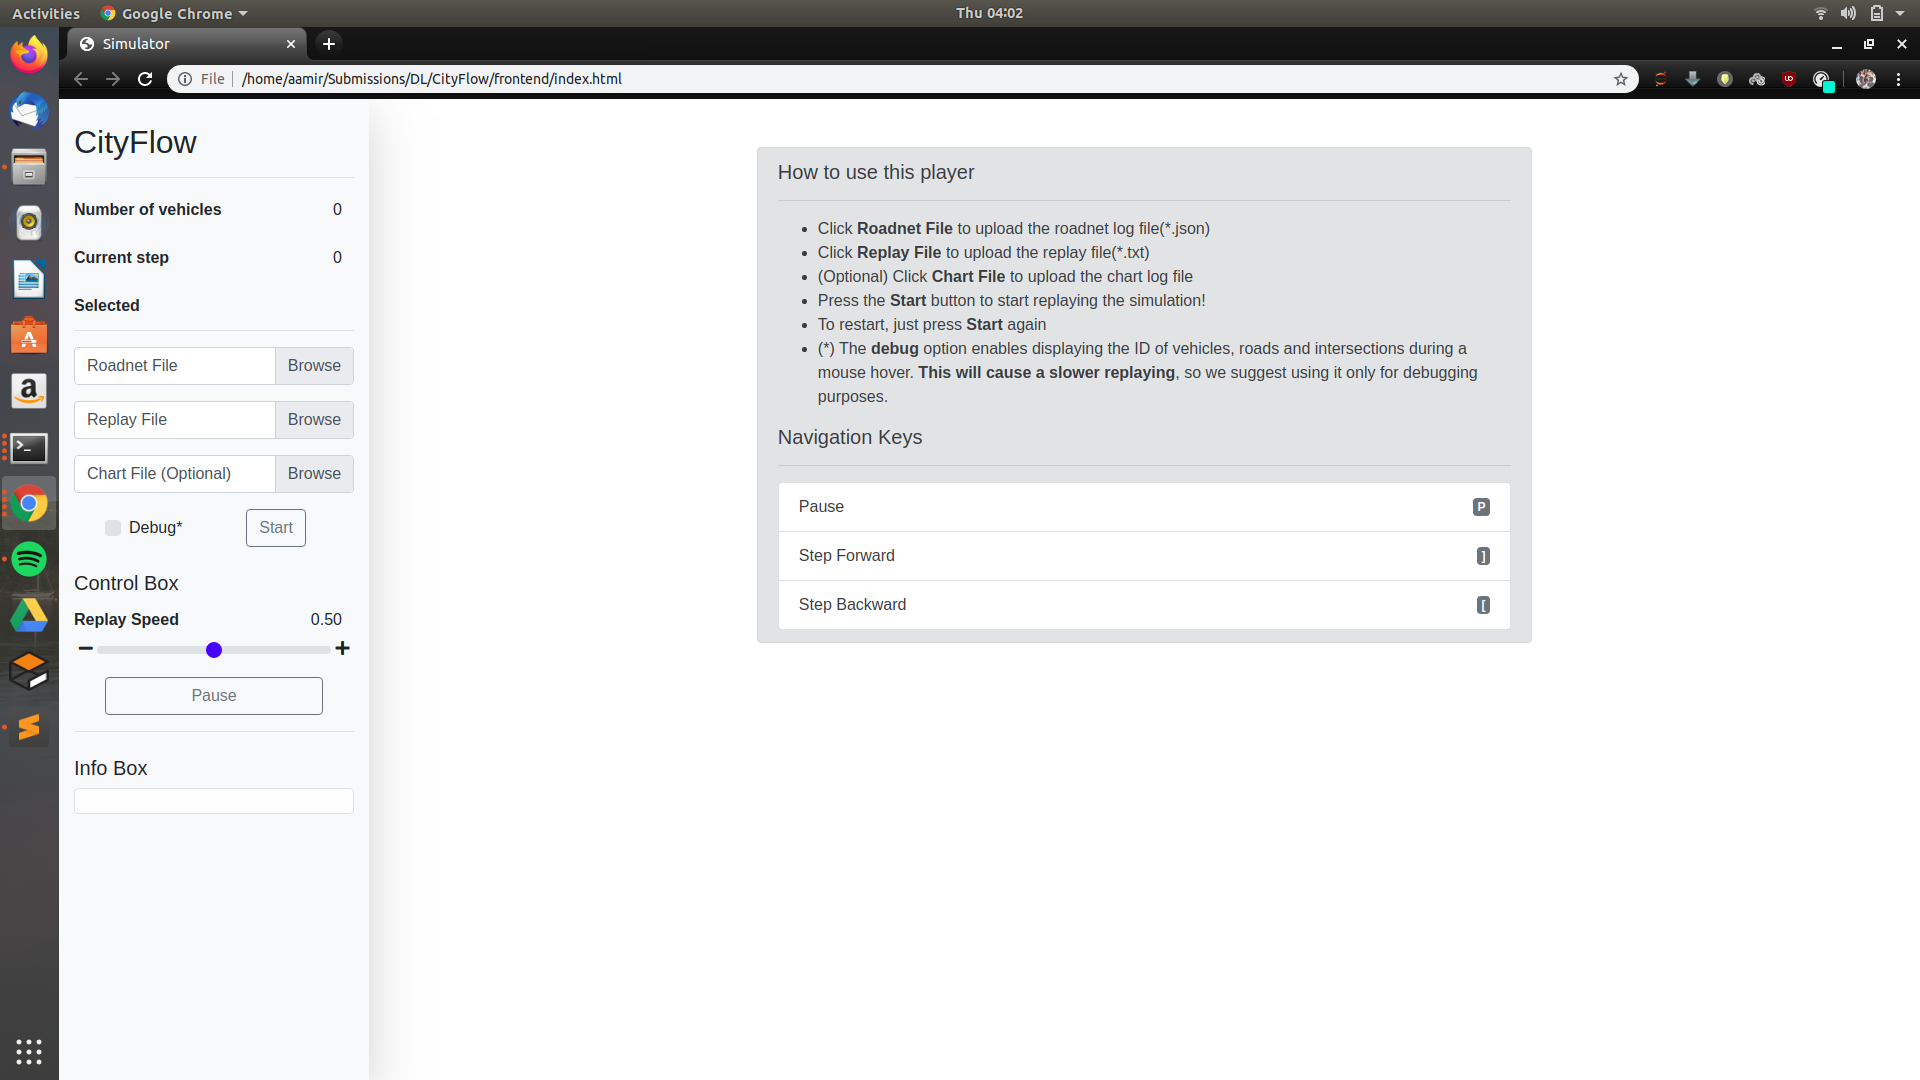 Activities Google Chrome Thu 04:02
Simulator
File /home/aamir/Submissions/DL/CityFlow/frontend/index.html
CityFlow
Number of vehicles 0
Current step 0
Selected
Roadnet File Browse
Replay File Browse
Chart File (Optional) Browse
Debug* Start
Control Box
Replay Speed 0.50
− +
Pause
Info Box
How to use this player
• Click Roadnet File to upload the roadnet log file(*.json)
• Click Replay File to upload the replay file(*.txt)
• (Optional) Click Chart File to upload the chart log file
• Press the Start button to start replaying the simulation!
• To restart, just press Start again
• (*) The debug option enables displaying the ID of vehicles, roads and intersections during a
mouse hover. This will cause a slower replaying, so we suggest using it only for debugging
purposes.
Navigation Keys
Pause P
Step Forward ]
Step Backward [